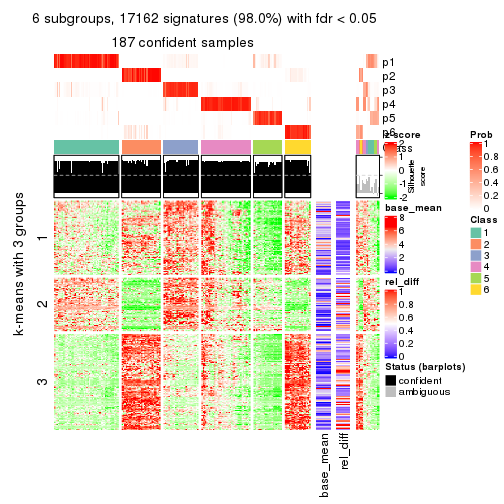 6 subgroups, 17162 signatures (98.0%) with fdr < 0.05
187 confident samples
p1
p2
p3
p4
p5
p6
Class
Silhouette
score
k-means with 3 groups
1
2
3
base_mean
rel_diff
z score
2
1
0
-1
-2
base_mean
8
6
4
2
0
rel_diff
1
0.8
0.6
0.4
0.2
0
Status (barplots)
confident
ambiguous
Prob
1
0.8
0.6
0.4
0.2
0
Class
1
2
3
4
5
6